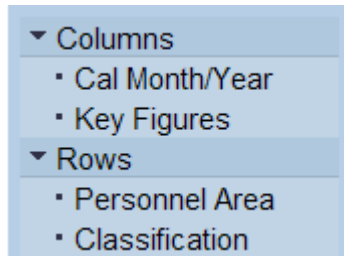 Columns
Cal Month/Year
Key Figures
Rows
Personnel Area
Classification